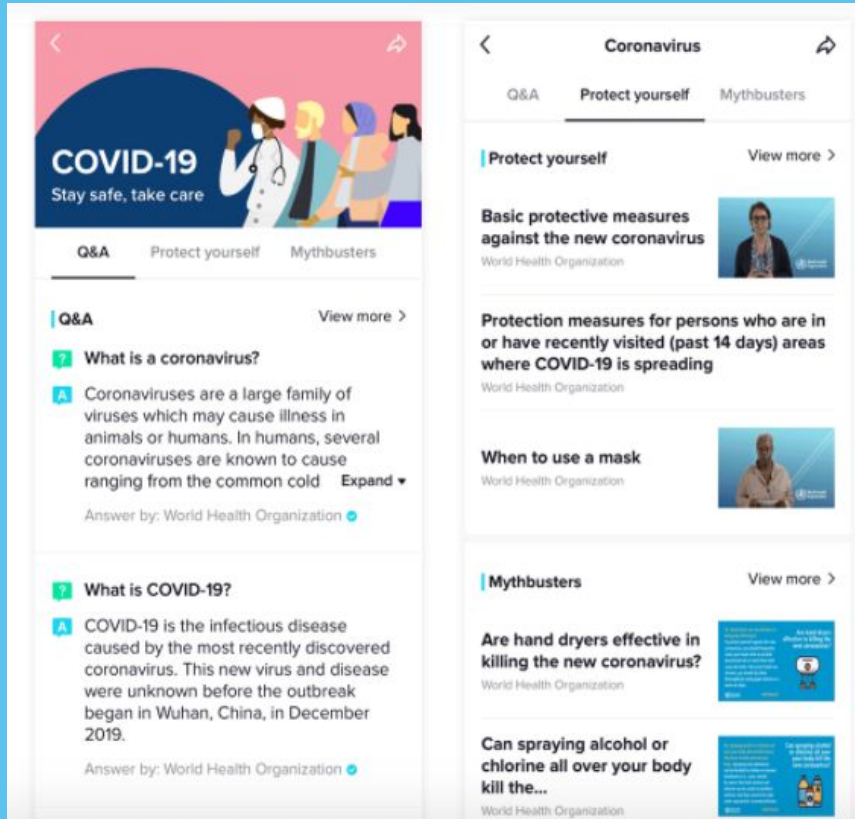 COVID-19
Stay safe, take care
Q&A Protect yourself Mythbusters
Q&A View more >
? What is a coronavirus?
A Coronaviruses are a large family of
viruses which may cause illness in
animals or humans. In humans, several
coronaviruses are known to cause
ranging from the common cold Expand ▾
Answer by: World Health Organization
? What is COVID-19?
A COVID-19 is the infectious disease
caused by the most recently discovered
coronavirus. This new virus and disease
were unknown before the outbreak
began in Wuhan, China, in December
2019.
Answer by: World Health Organization
Coronavirus
Q&A Protect yourself Mythbusters
Protect yourself View more >
Basic protective measures
against the new coronavirus
World Health Organization
Protection measures for persons who are in
or have recently visited (past 14 days) areas
where COVID-19 is spreading
World Health Organization
When to use a mask
World Health Organization
Mythbusters View more >
Are hand dryers effective in
killing the new coronavirus?
World Health Organization
Can spraying alcohol or
chlorine all over your body
kill the...
World Health Organization